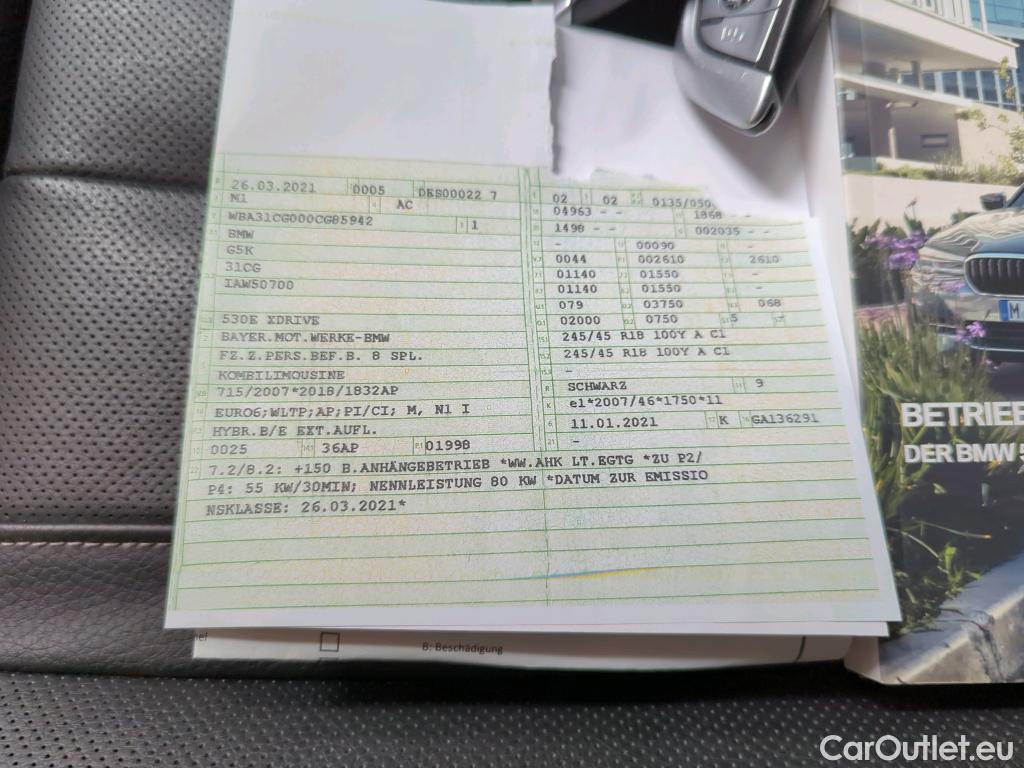 26.03.2021 0005 DKS00022 7
M1 AC
WBA31CG000CG85942 1
BMW
G5K
31CG
IAW50700
530E XDRIVE
BAYER.MOT.WERKE-BMW
FZ.Z.PERS.BEF.B. 8 SPL.
KOMBILIMOUSINE
715/2007*2018/1832AP
EURO6;WLTP;AP;PI/CI; M, N1 I
HYBR.B/E EXT.AUFL.
0025 36AP 01998
02 02 0135/050
04963 - - 1868
1498 - - 002035 - -
- 00090 -
0044 002610 2610
01140 01550 -
01140 01550 -
079 03750 068
02000 0750 5 -
245/45 R18 100Y A C1
245/45 R18 100Y A C1
-
SCHWARZ 9
e1*2007/46*1750*11
11.01.2021 K GA136291
-
7.2/8.2: +150 B.ANHÄNGEBETRIEB *WW.AHK LT.EGTG *ZU P2/
P4: 55 KW/30MIN; NENNLEISTUNG 80 KW *DATUM ZUR EMISSIO
NSKLASSE: 26.03.2021*
B: Beschädigung
BETRIEB
DER BMW 5
M
CarOutlet.eu